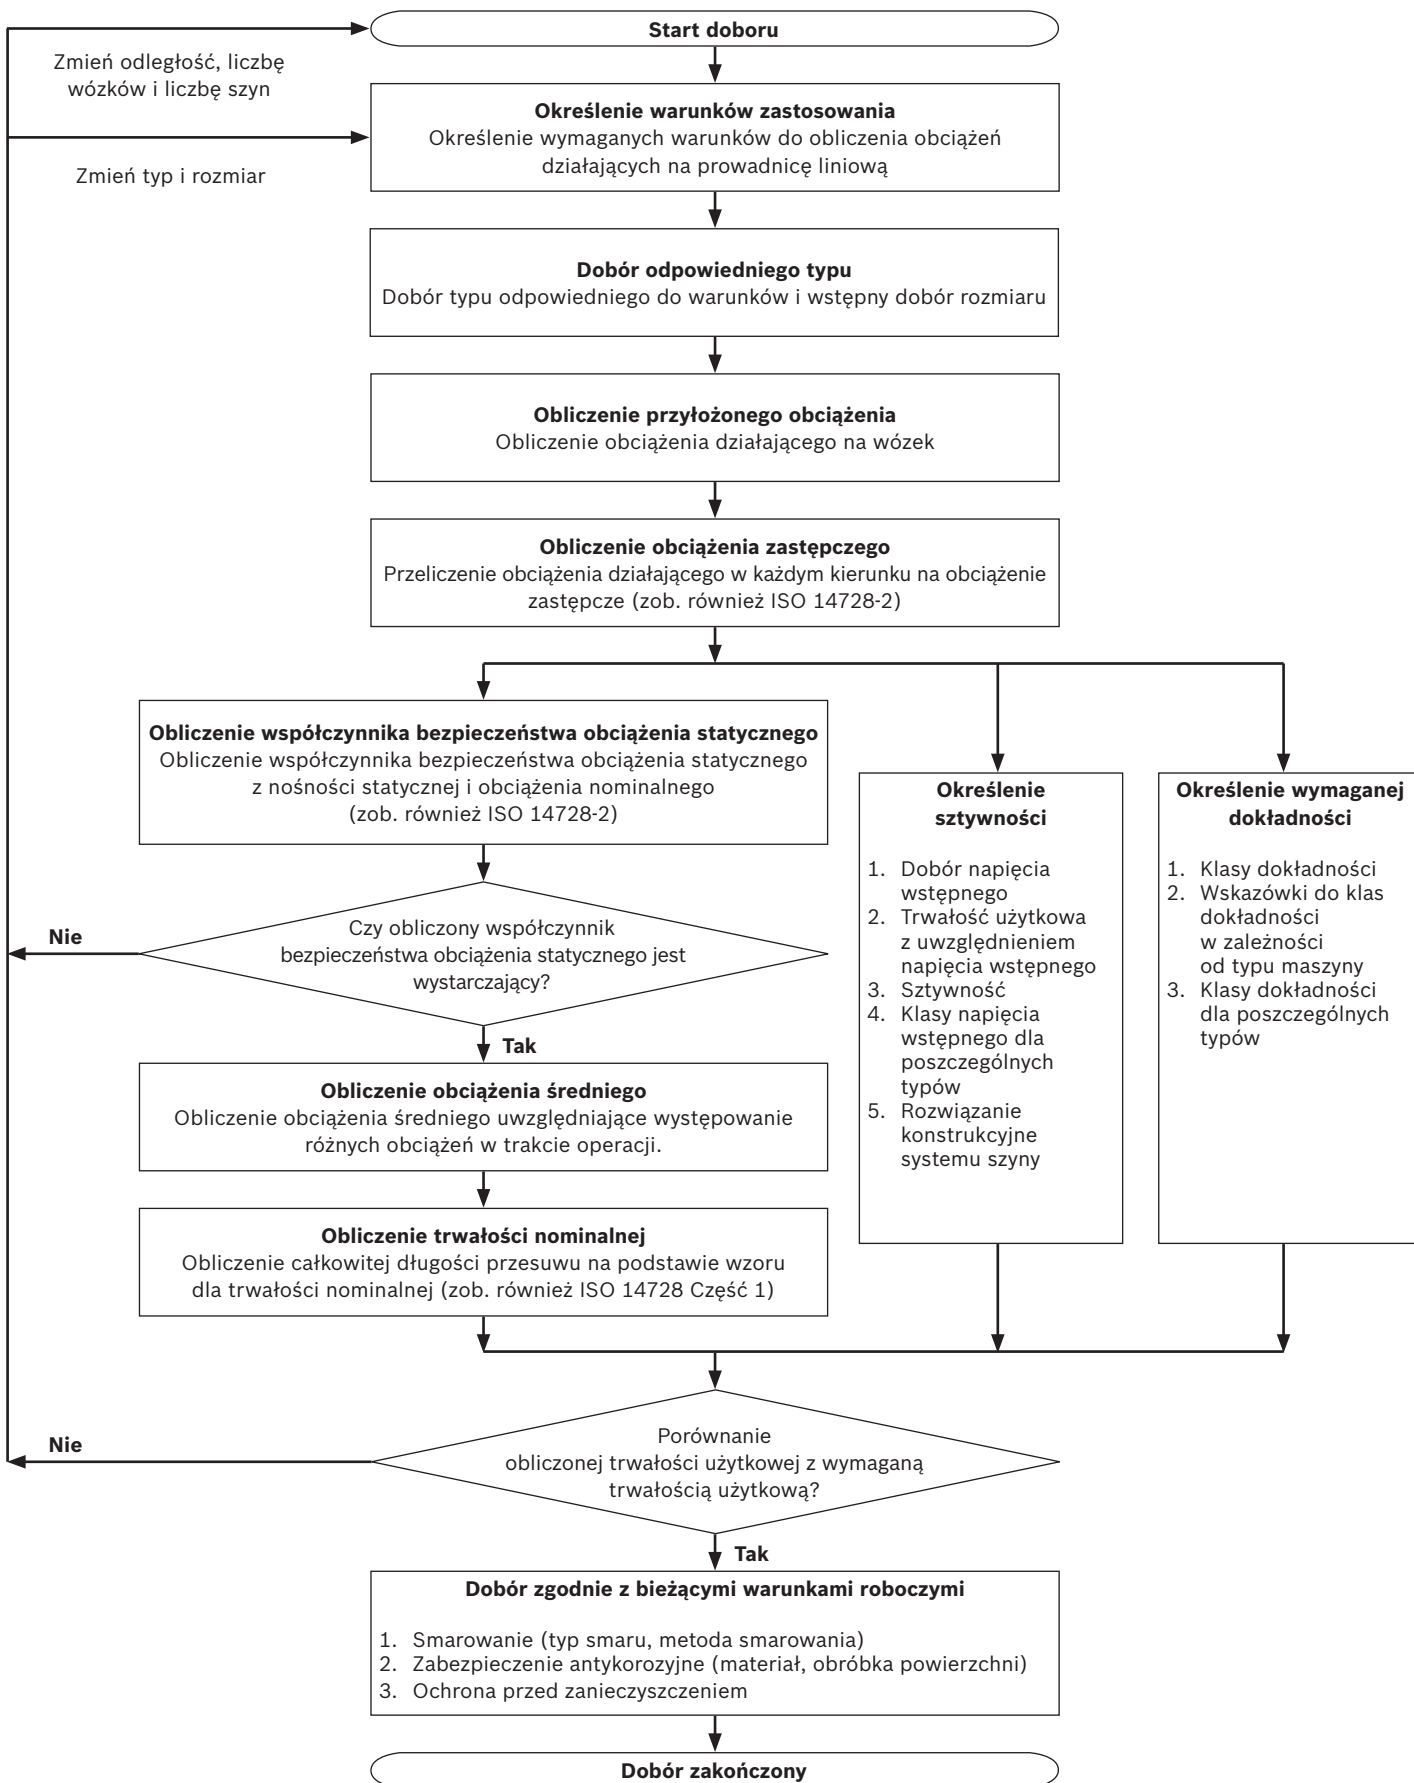 Start doboru
Zmień odległość, liczbę
wózków i liczbę szyn
Zmień typ i rozmiar
Określenie warunków zastosowania
Określenie wymaganych warunków do obliczenia obciążeń
działających na prowadnicę liniową
Dobór odpowiedniego typu
Dobór typu odpowiedniego do warunków i wstępny dobór rozmiaru
Obliczenie przyłożonego obciążenia
Obliczenie obciążenia działającego na wózek
Obliczenie obciążenia zastępczego
Przeliczenie obciążenia działającego w każdym kierunku na obciążenie
zastępcze (zob. również ISO 14728-2)
Obliczenie współczynnika bezpieczeństwa obciążenia statycznego
Obliczenie współczynnika bezpieczeństwa obciążenia statycznego
z nośności statycznej i obciążenia nominalnego
(zob. również ISO 14728-2)
Nie
Czy obliczony współczynnik
bezpieczeństwa obciążenia statycznego jest
wystarczający?
Tak
Obliczenie obciążenia średniego
Obliczenie obciążenia średniego uwzględniające występowanie
różnych obciążeń w trakcie operacji.
Obliczenie trwałości nominalnej
Obliczenie całkowitej długości przesuwu na podstawie wzoru
dla trwałości nominalnej (zob. również ISO 14728 Część 1)
Określenie
sztywności
1. Dobór napięcia
wstępnego
2. Trwałość użytkowa
z uwzględnieniem
napięcia wstępnego
3. Sztywność
4. Klasy napięcia
wstępnego dla
poszczególnych
typów
5. Rozwiązanie
konstrukcyjne
systemu szyny
Określenie wymaganej
dokładności
1. Klasy dokładności
2. Wskazówki do klas
dokładności
w zależności
od typu maszyny
3. Klasy dokładności
dla poszczególnych
typów
Nie
Porównanie
obliczonej trwałości użytkowej z wymaganą
trwałością użytkową?
Tak
Dobór zgodnie z bieżącymi warunkami roboczymi
1. Smarowanie (typ smaru, metoda smarowania)
2. Zabezpieczenie antykorozyjne (materiał, obróbka powierzchni)
3. Ochrona przed zanieczyszczeniem
Dobór zakończony